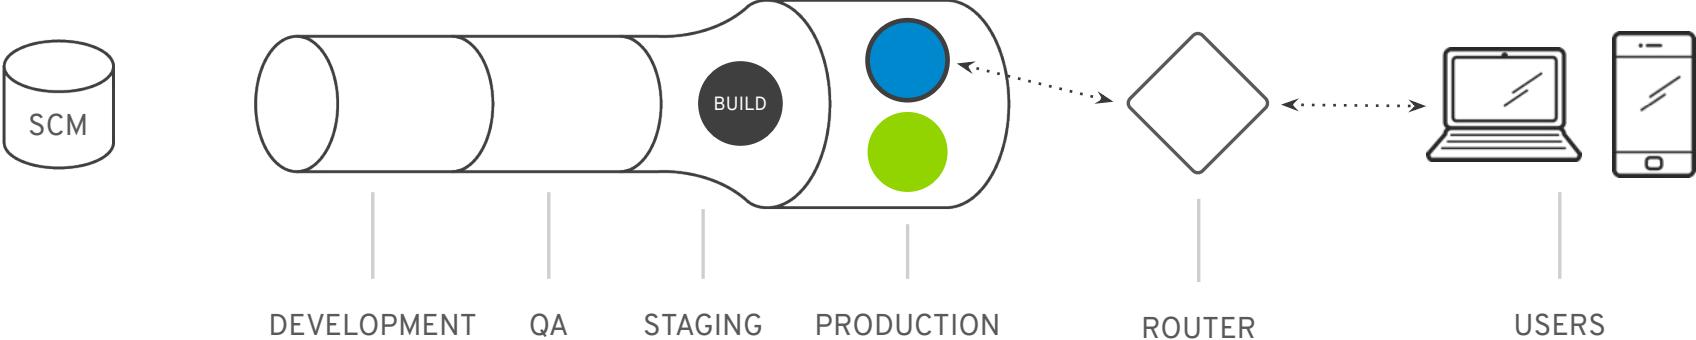 SCM
BUILD
DEVELOPMENT
QA
STAGING
PRODUCTION
ROUTER
USERS